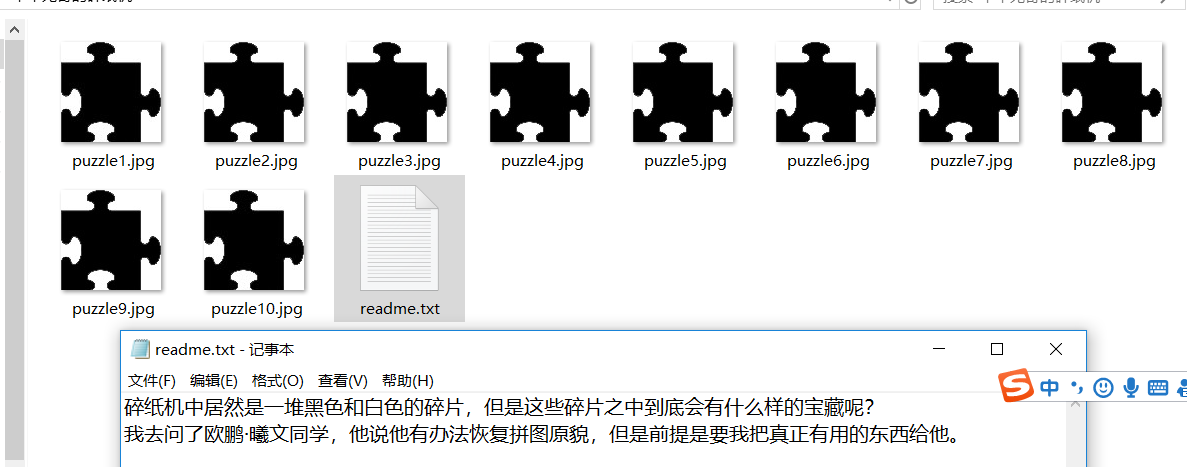 puzzle1.jpg puzzle2.jpg puzzle3.jpg puzzle4.jpg puzzle5.jpg puzzle6.jpg puzzle7.jpg puzzle8.jpg
puzzle9.jpg puzzle10.jpg readme.txt
readme.txt - 记事本
文件(F) 编辑(E) 格式(O) 查看(V) 帮助(H)
中
碎纸机中居然是一堆黑色和白色的碎片，但是这些碎片之中到底会有什么样的宝藏呢？
我去问了欧鹏·曦文同学，他说他有办法恢复拼图原貌，但是前提是要我把真正有用的东西给他。